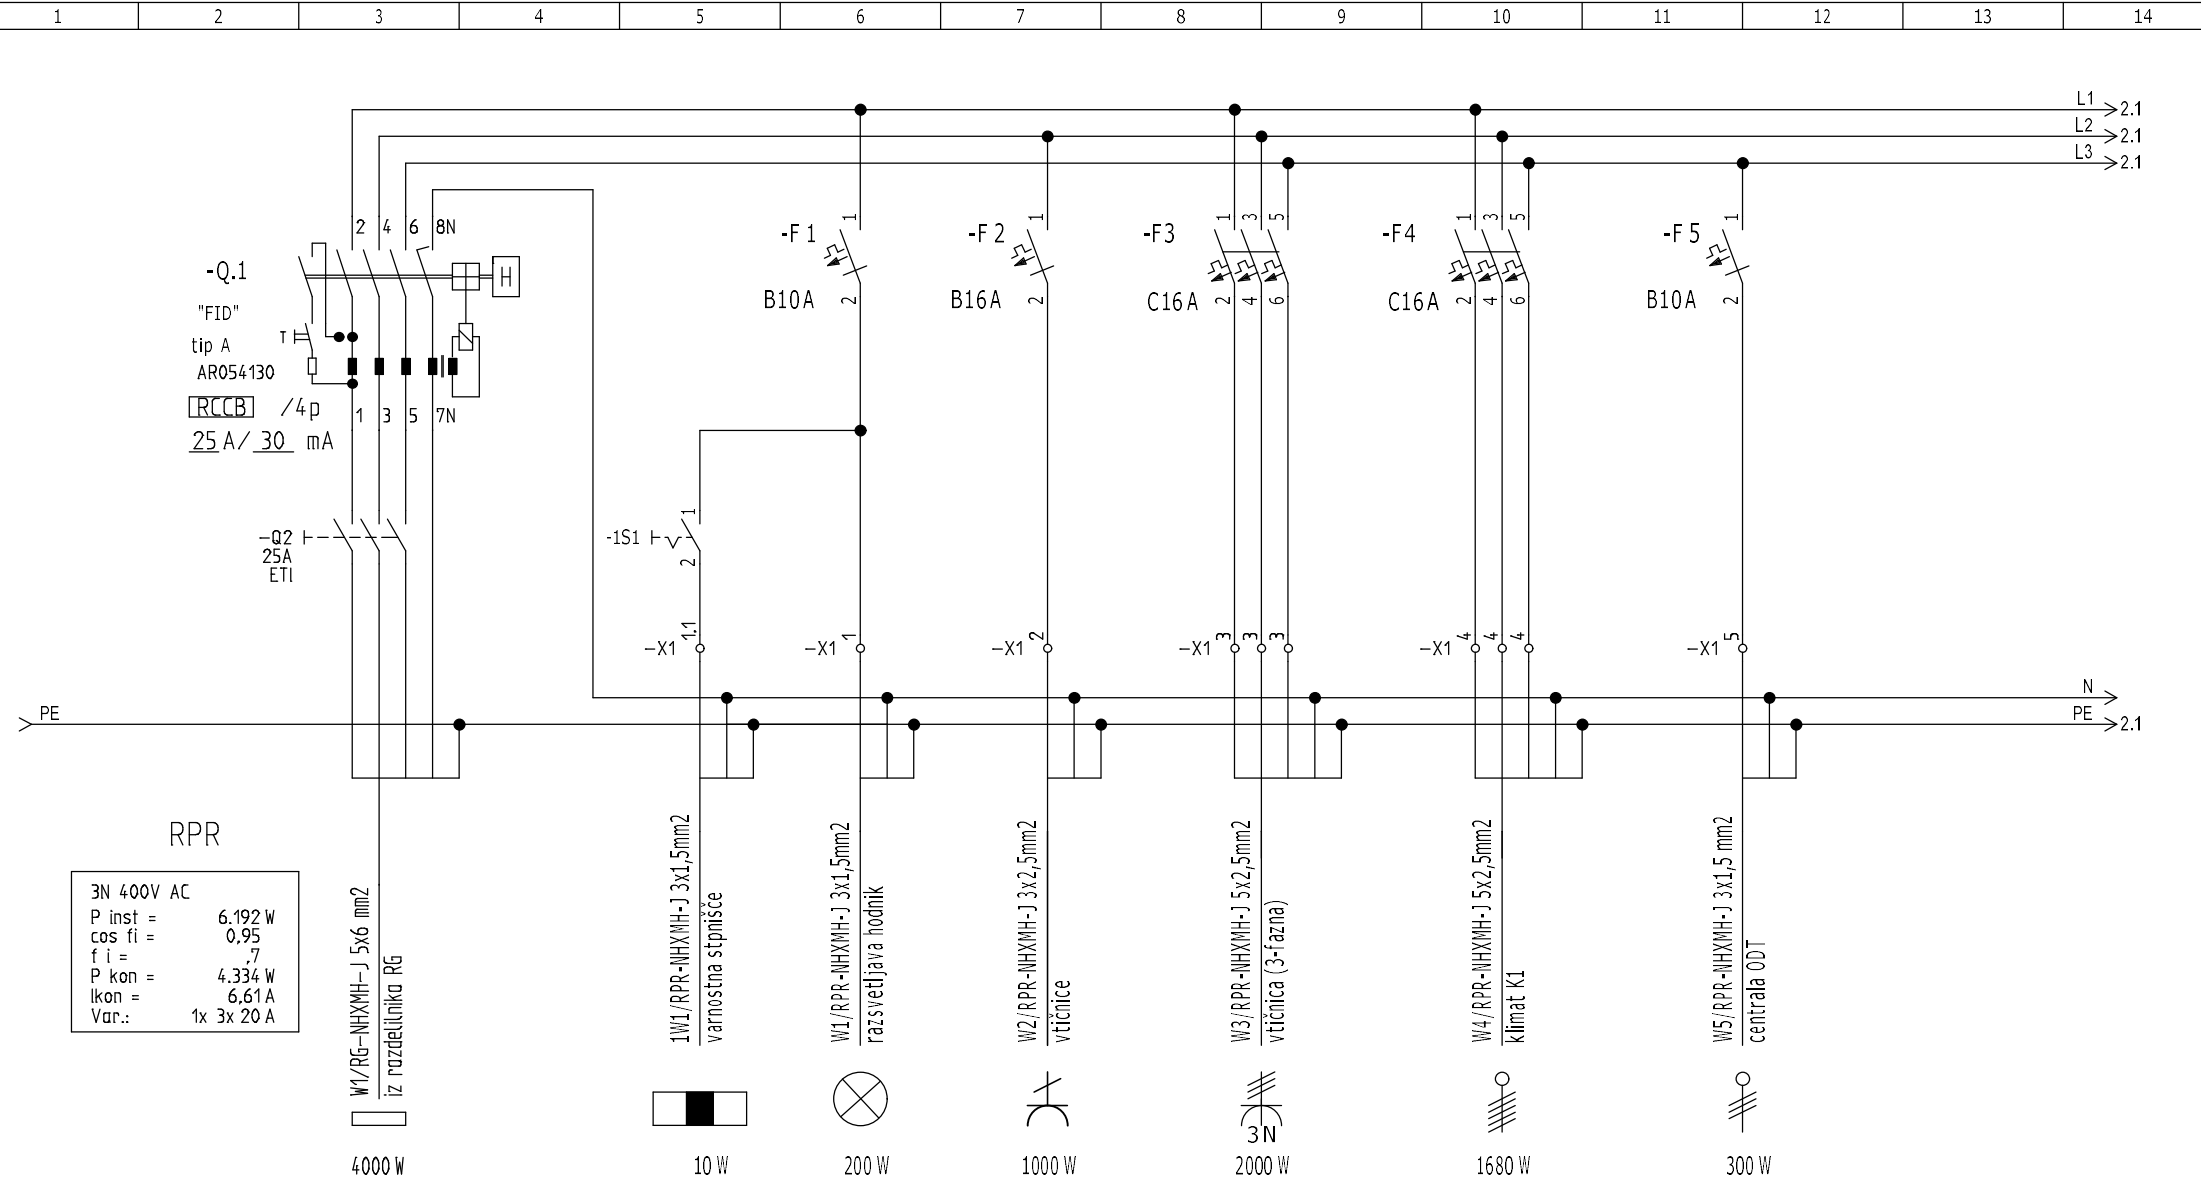 1 2 3 4 5 6 7 8 9 10 11 12 13 14
L1 2.1
L2 2.1
L3 2.1
2 4 6 8N
-Q.1
"FID"
tip A
AR054130
RCCB /4p
25 A/ 30 mA
H
T
1 3 5 7N
-Q2
25A
ETI
-1S1
1
2
-F1
B10A
1
2
-F2
B16A
1
2
-F3
C16A
1 3 5
2 4 6
-F4
C16A
1 3 5
2 4 6
-F5
B10A
1
2
-X1 1.1
-X1 1
-X1 2
-X1 3 3 3
-X1 4 4 4
-X1 5
N
PE
PE 2.1
RPR
3N 400V AC
P inst = 6.192 W
cos fi = 0,95
f i = ,7
P kon = 4.334 W
Ikon = 6,61 A
Var.: 1x 3x 20 A
W1/RG-NHXMH-J 5x6 mm2
iz razdelilnika RG
4000 W
1W1/RPR-NHXMH-J 3x1,5mm2
varnostna stpnišče
10 W
W1/RPR-NHXMH-J 3x1,5mm2
razsvetljava hodnik
200 W
W2/RPR-NHXMH-J 3x2,5mm2
vtičnice
1000 W
W3/RPR-NHXMH-J 5x2,5mm2
vtičnica (3-fazna)
3N
2000 W
W4/RPR-NHXMH-J 5x2,5mm2
klimat K1
1680 W
W5/RPR-NHXMH-J 3x1,5 mm2
centrala ODT
300 W